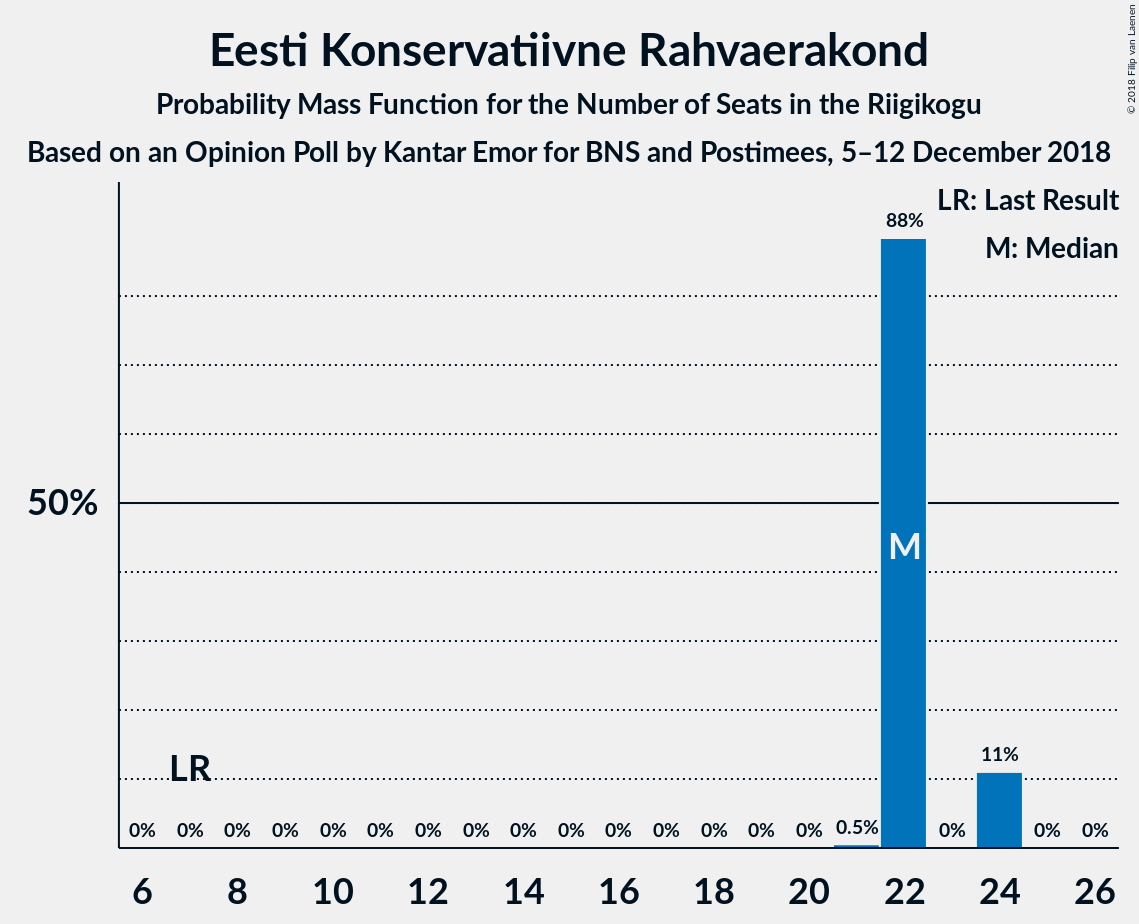 Eesti Konservatiivne Rahvaerakond
Probability Mass Function for the Number of Seats in the Riigikogu
Based on an Opinion Poll by Kantar Emor for BNS and Postimees, 5–12 December 2018
© 2018 Filip van Laenen
LR: Last Result
M: Median
88%
50%
M
LR
11%
0% 0% 0% 0% 0% 0% 0% 0% 0% 0% 0% 0% 0% 0% 0% 0.5% 0% 0% 0%
6 8 10 12 14 16 18 20 22 24 26